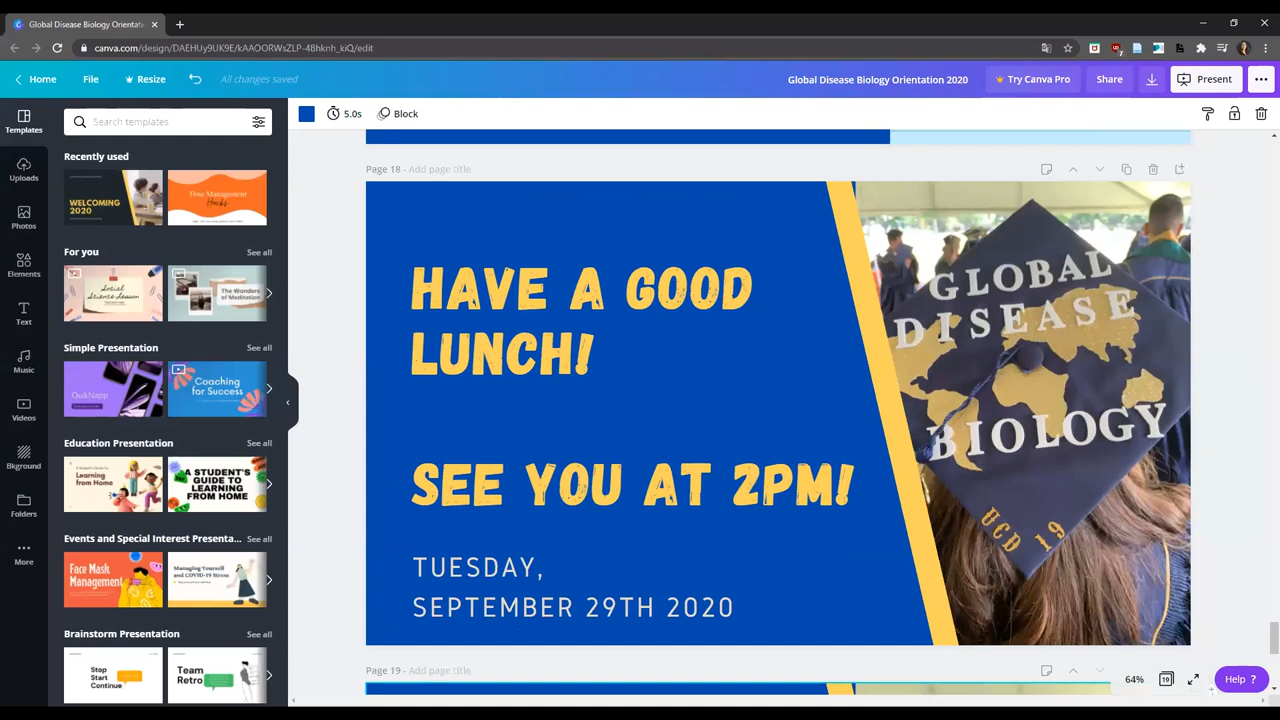 Global Disease Biology Orientati
canva.com/design/DAEHUy9UK9E/kAAOORWsZLP-4Bhknh_kiQ/edit
Home
File
Resize
All changes saved
Global Disease Biology Orientation 2020
Try Canva Pro
Share
Present
Templates
Uploads
Photos
Elements
Text
Music
Videos
Bkground
Folders
More
Search templates
Recently used
WELCOMING
2020
Time Management
Hacks
For you
See all
Social
Science Lesson
The Wonders
of Meditation
Simple Presentation
See all
QuikNapp
Coaching
for Success
Education Presentation
See all
Learning
from Home
A STUDENT'S
GUIDE TO
LEARNING
FROM HOME
Events and Special Interest Presenta...
See all
Face Mask
Management
Managing Yourself
and COVID-19 Stress
Brainstorm Presentation
See all
Stop
Start
Continue
Team
Retro
5.0s
Block
Page 18 - Add page title
HAVE A GOOD
LUNCH!
SEE YOU AT 2PM!
TUESDAY,
SEPTEMBER 29TH 2020
GLOBAL
DISEASE
BIOLOGY
UCD 19
Page 19 - Add page title
64%
19
Help ?